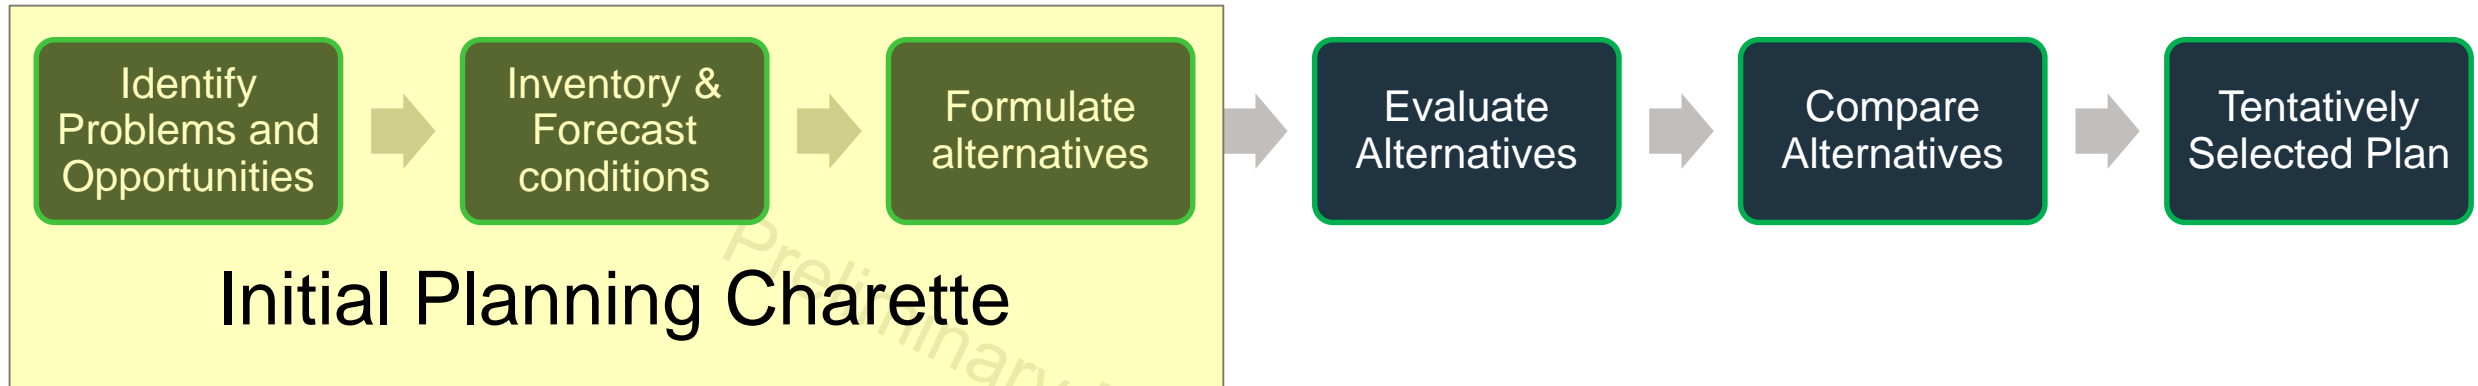 Identify
Problems and
Opportunities
Inventory &
Forecast
conditions
Formulate
alternatives
Evaluate
Alternatives
Compare
Alternatives
Tentatively
Selected Plan
Initial Planning Charette
Preliminary